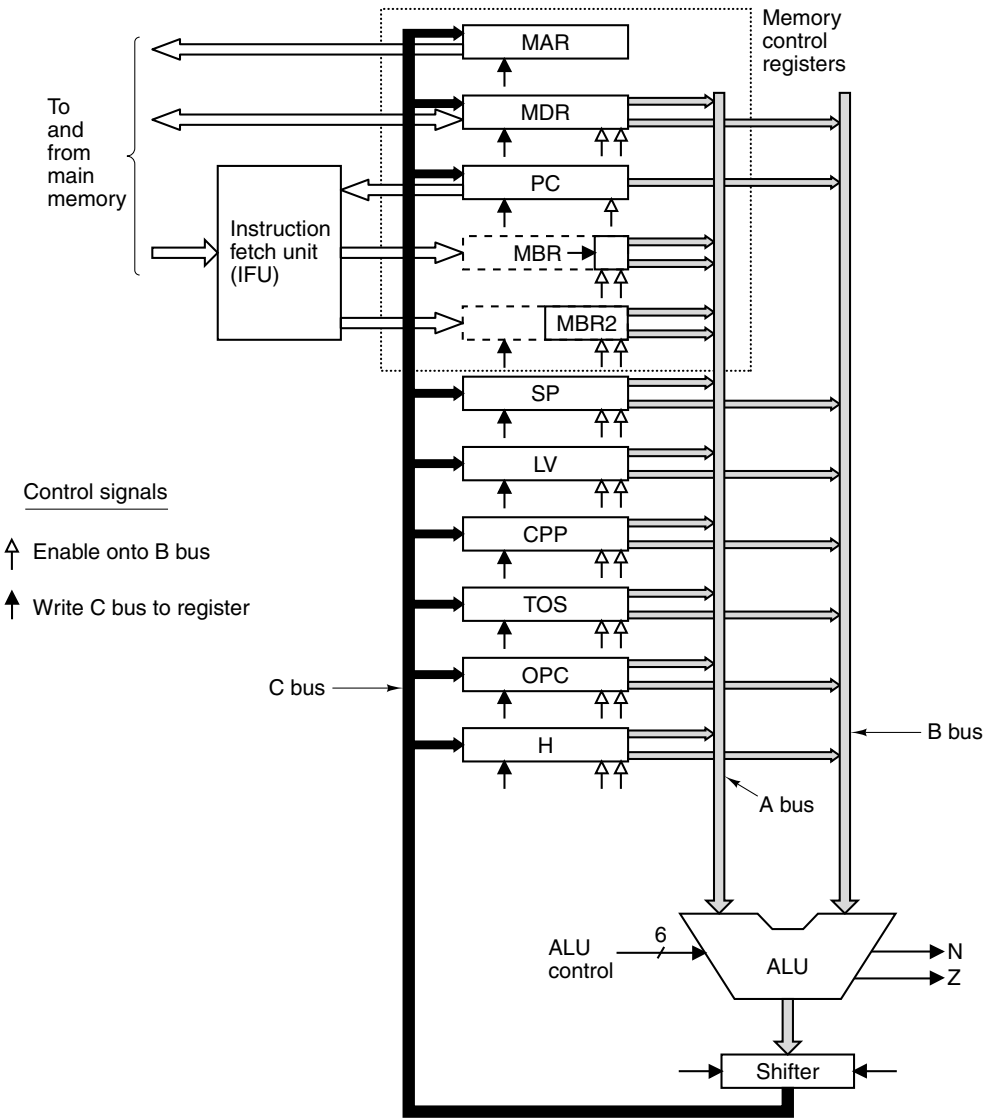 MAR
Memory
control
registers
To
and
from
main
memory
MDR
PC
Instruction
fetch unit
(IFU)
MBR
MBR2
SP
LV
Control signals
CPP
Enable onto B bus
TOS
Write C bus to register
OPC
C bus
H
B bus
A bus
6
ALU
control
ALU
N
Z
Shifter